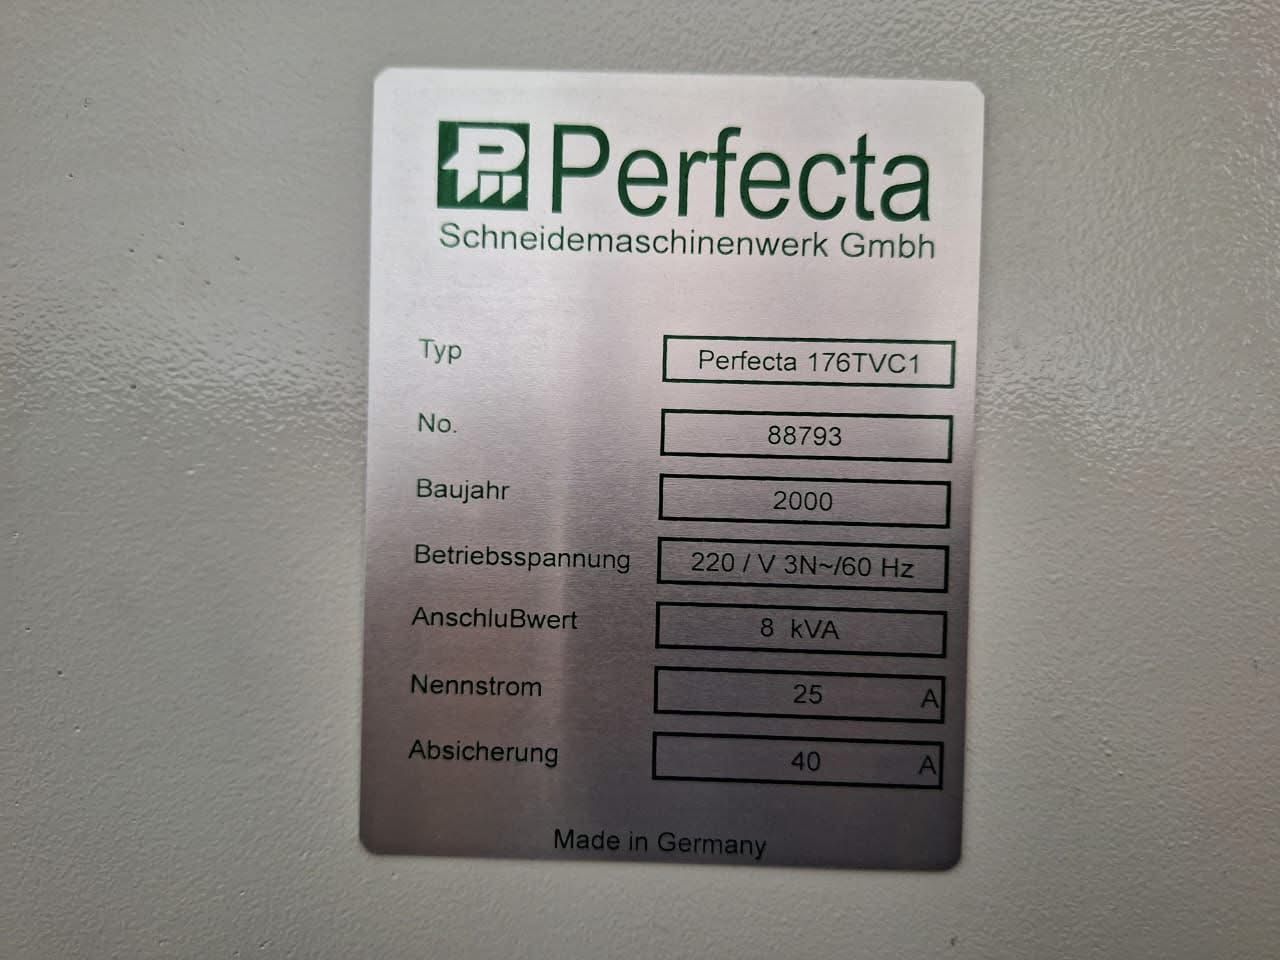 Perfecta
Schneidemaschinenwerk Gmbh
Typ Perfecta 176TVC1
No. 88793
Baujahr 2000
Betriebsspannung 220 / V 3N~/60 Hz
AnschluBwert 8 kVA
Nennstrom 25 A
Absicherung 40 A
Made in Germany